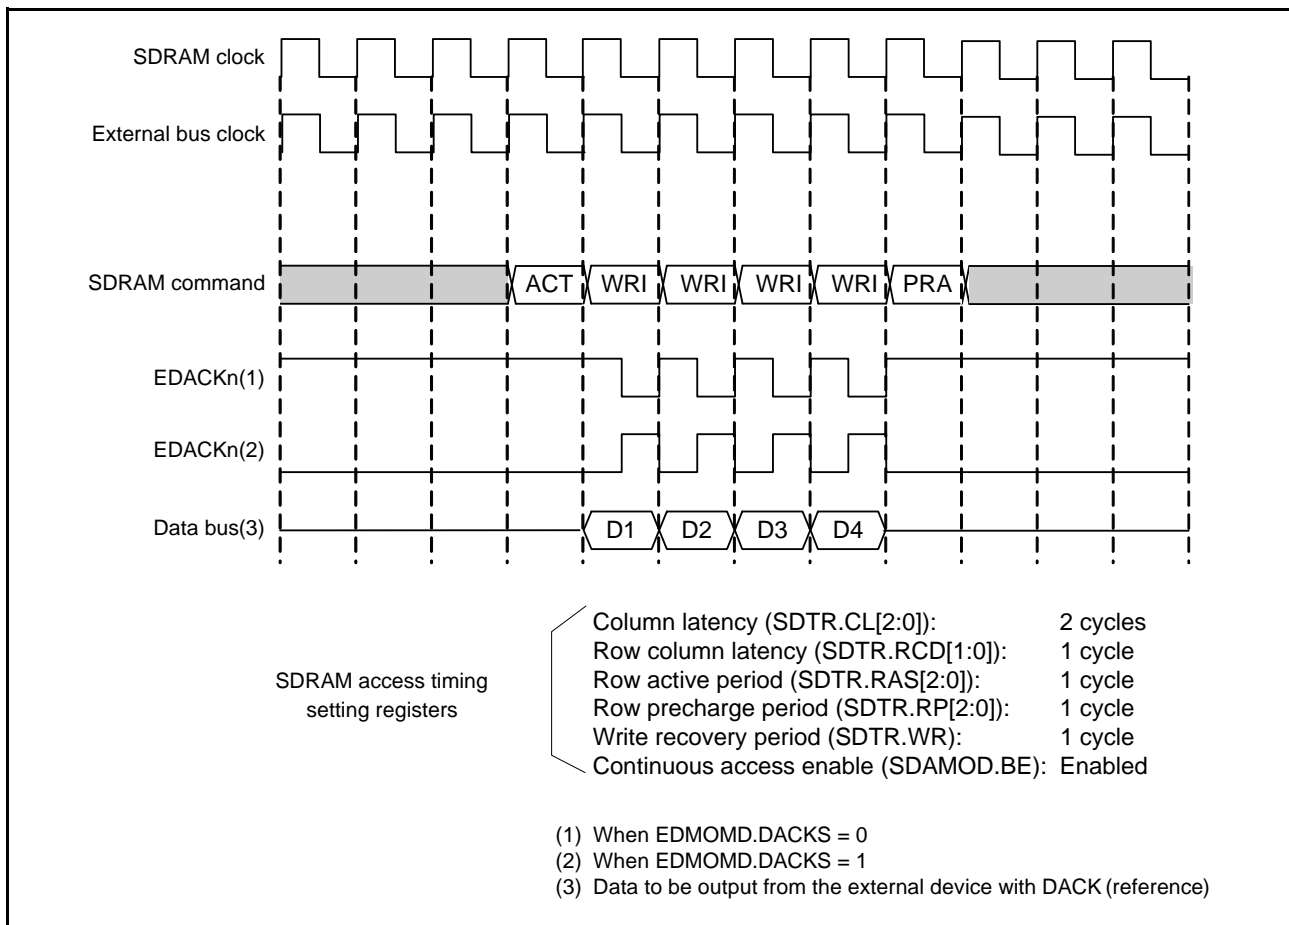 SDRAM clock
External bus clock
SDRAM command ACT WRI WRI WRI WRI PRA
EDACKn(1)
EDACKn(2)
Data bus(3) D1 D2 D3 D4
SDRAM access timing
setting registers
Column latency (SDTR.CL[2:0]): 2 cycles
Row column latency (SDTR.RCD[1:0]): 1 cycle
Row active period (SDTR.RAS[2:0]): 1 cycle
Row precharge period (SDTR.RP[2:0]): 1 cycle
Write recovery period (SDTR.WR): 1 cycle
Continuous access enable (SDAMOD.BE): Enabled
(1) When EDMOMD.DACKS = 0
(2) When EDMOMD.DACKS = 1
(3) Data to be output from the external device with DACK (reference)